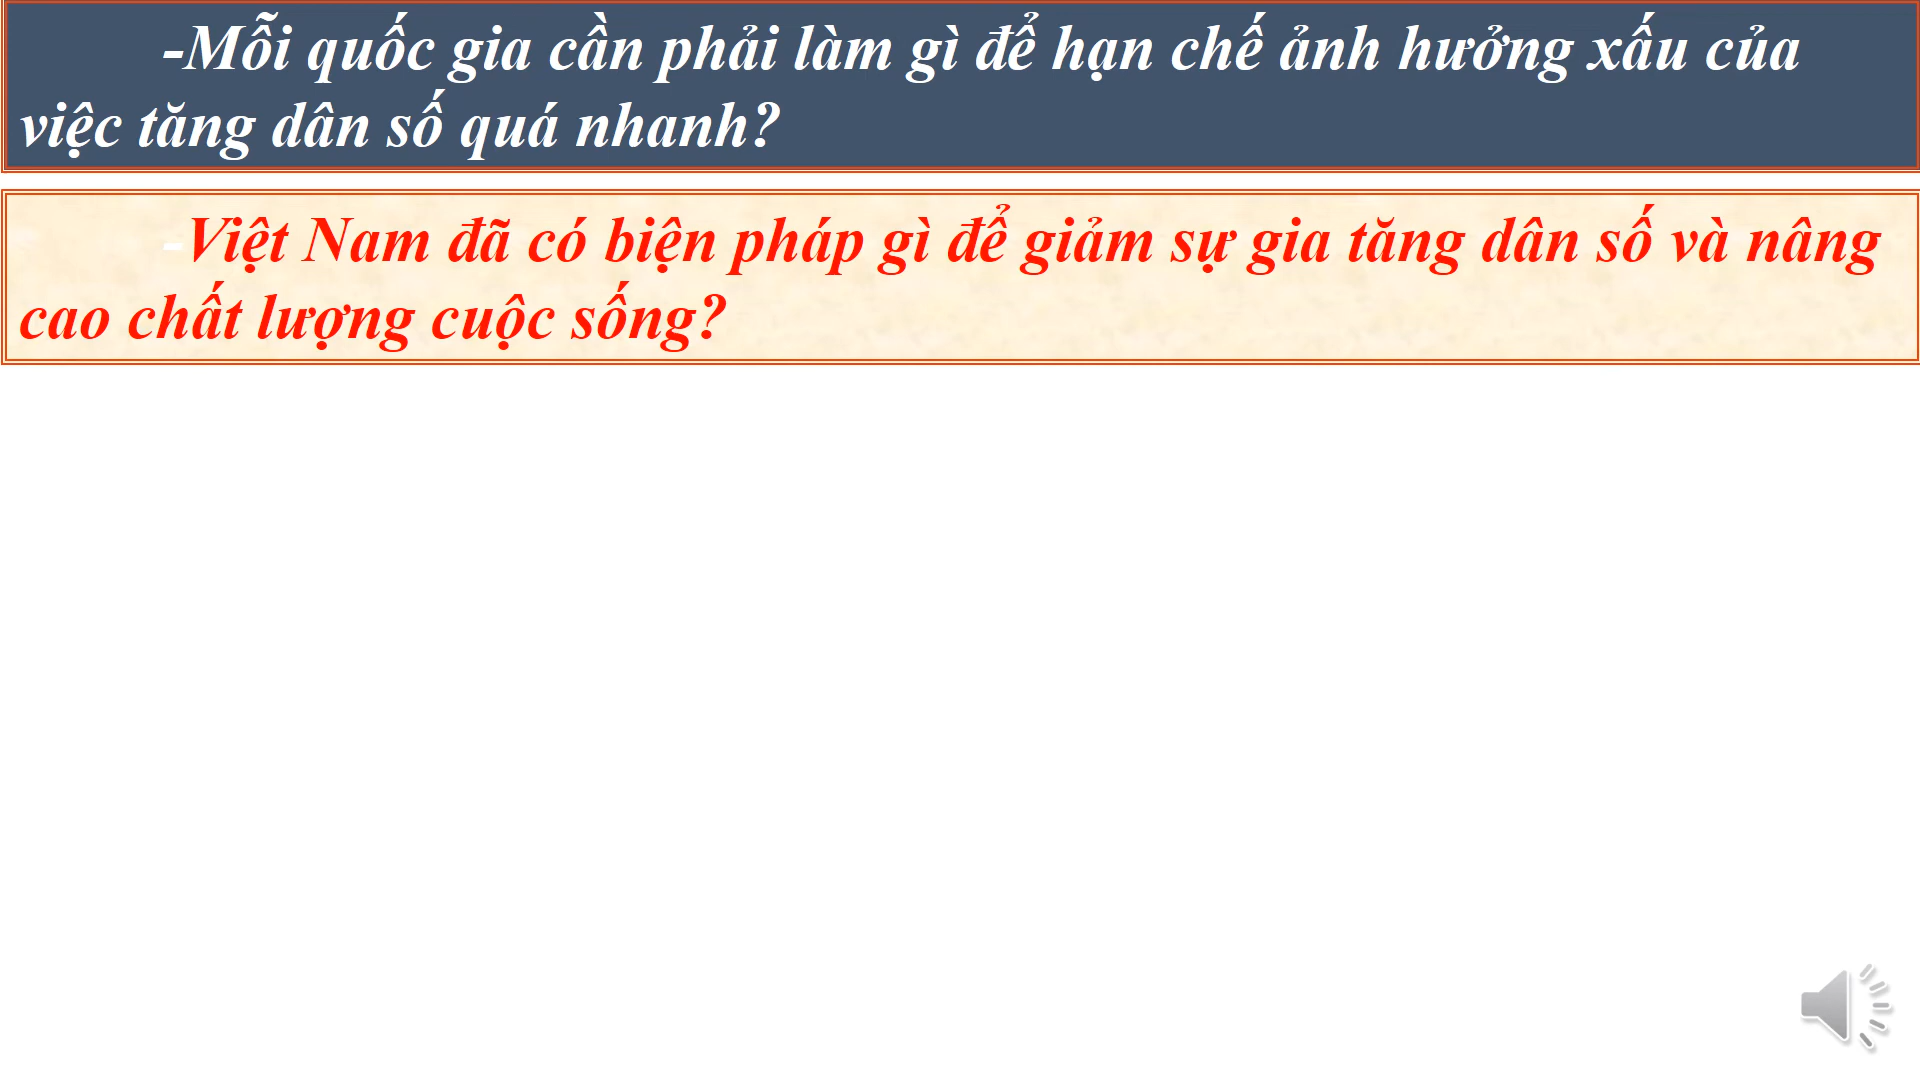 -Mỗi quốc gia cần phải làm gì để hạn chế ảnh hưởng xấu của
việc tăng dân số quá nhanh?
-Việt Nam đã có biện pháp gì để giảm sự gia tăng dân số và nâng
cao chất lượng cuộc sống?